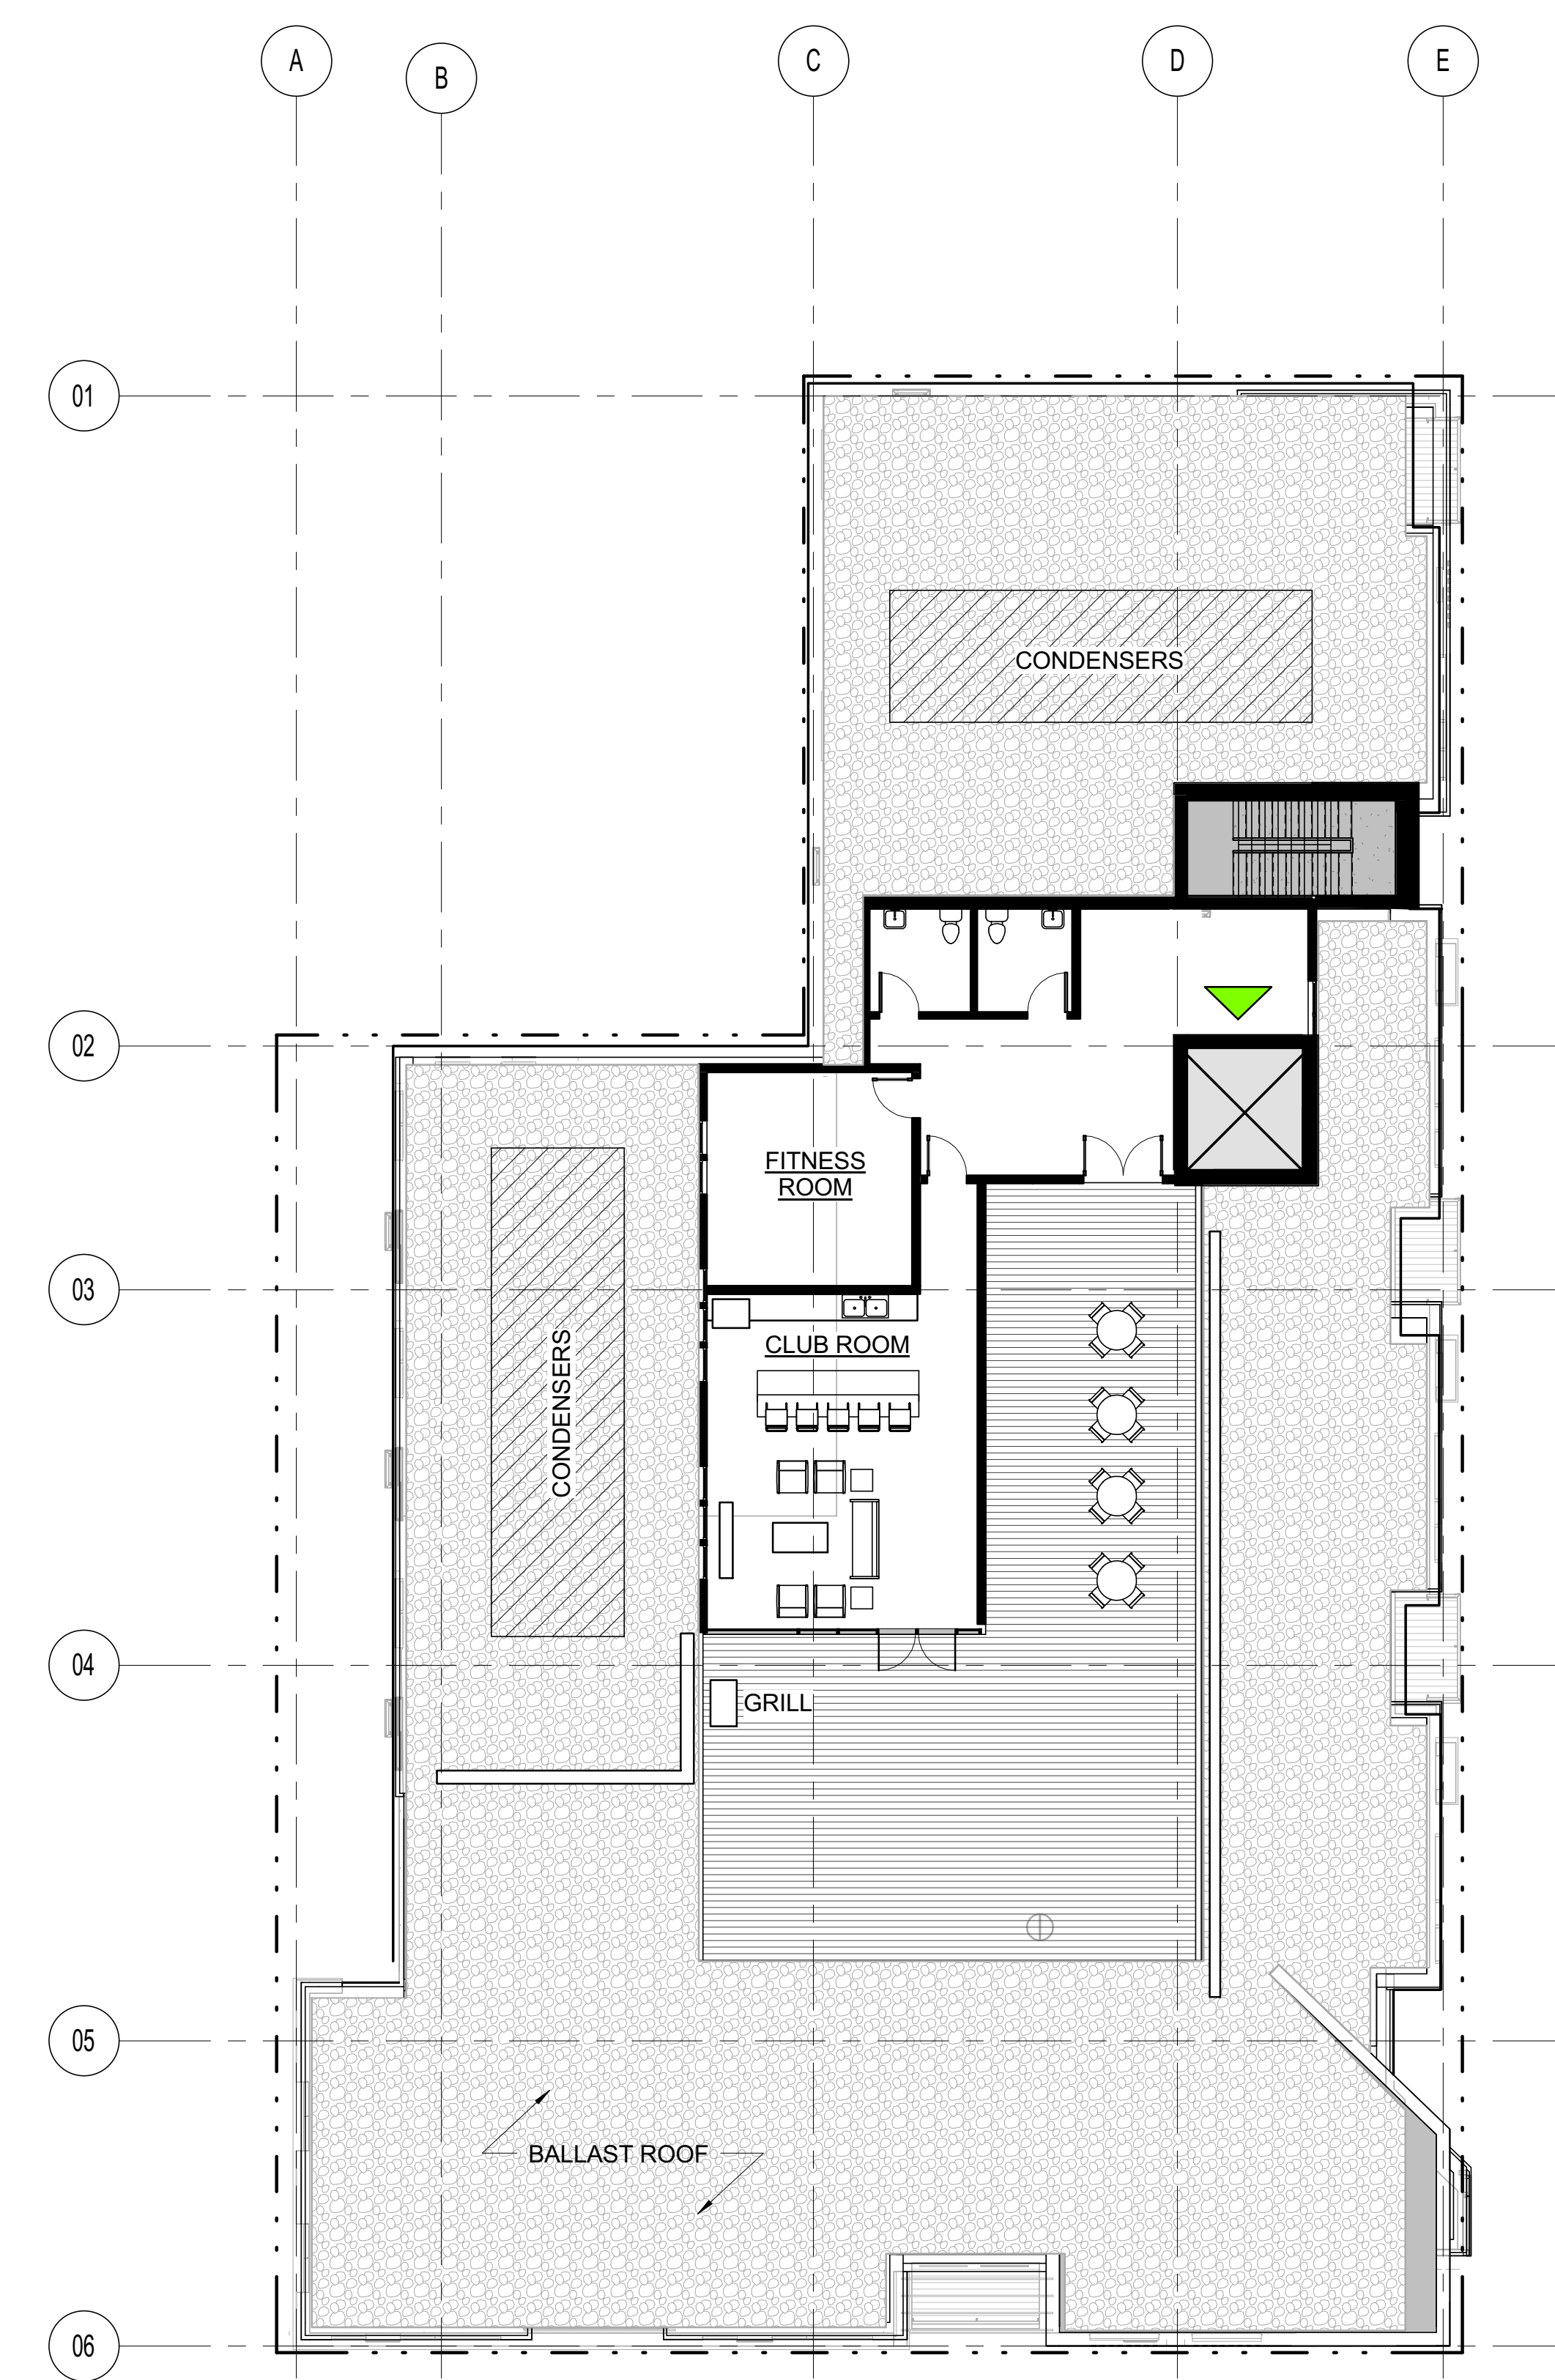 A
B
C
D
E
01
CONDENSERS
02
FITNESS
ROOM
03
CLUB ROOM
CONDENSERS
04
GRILL
05
BALLAST ROOF
06